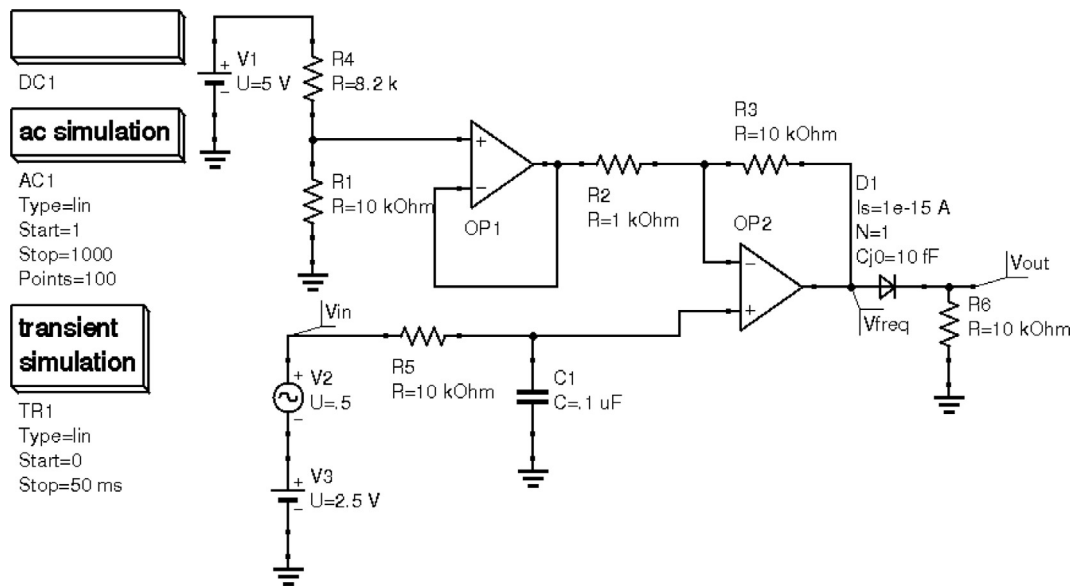 DC1
ac simulation
AC1
Type=lin
Start=1
Stop=1000
Points=100
transient
simulation
TR1
Type=lin
Start=0
Stop=50 ms
V1
U=5 V
R4
R=8.2 k
R1
R=10 kOhm
+
−
OP1
R2
R=1 kOhm
R3
R=10 kOhm
D1
Is=1e-15 A
N=1
Cj0=10 fF
OP2
−
+
Vfreq
Vout
R6
R=10 kOhm
Vin
R5
R=10 kOhm
C1
C=.1 uF
+
V2
U=.5
−
+
V3
U=2.5 V
−
+
−